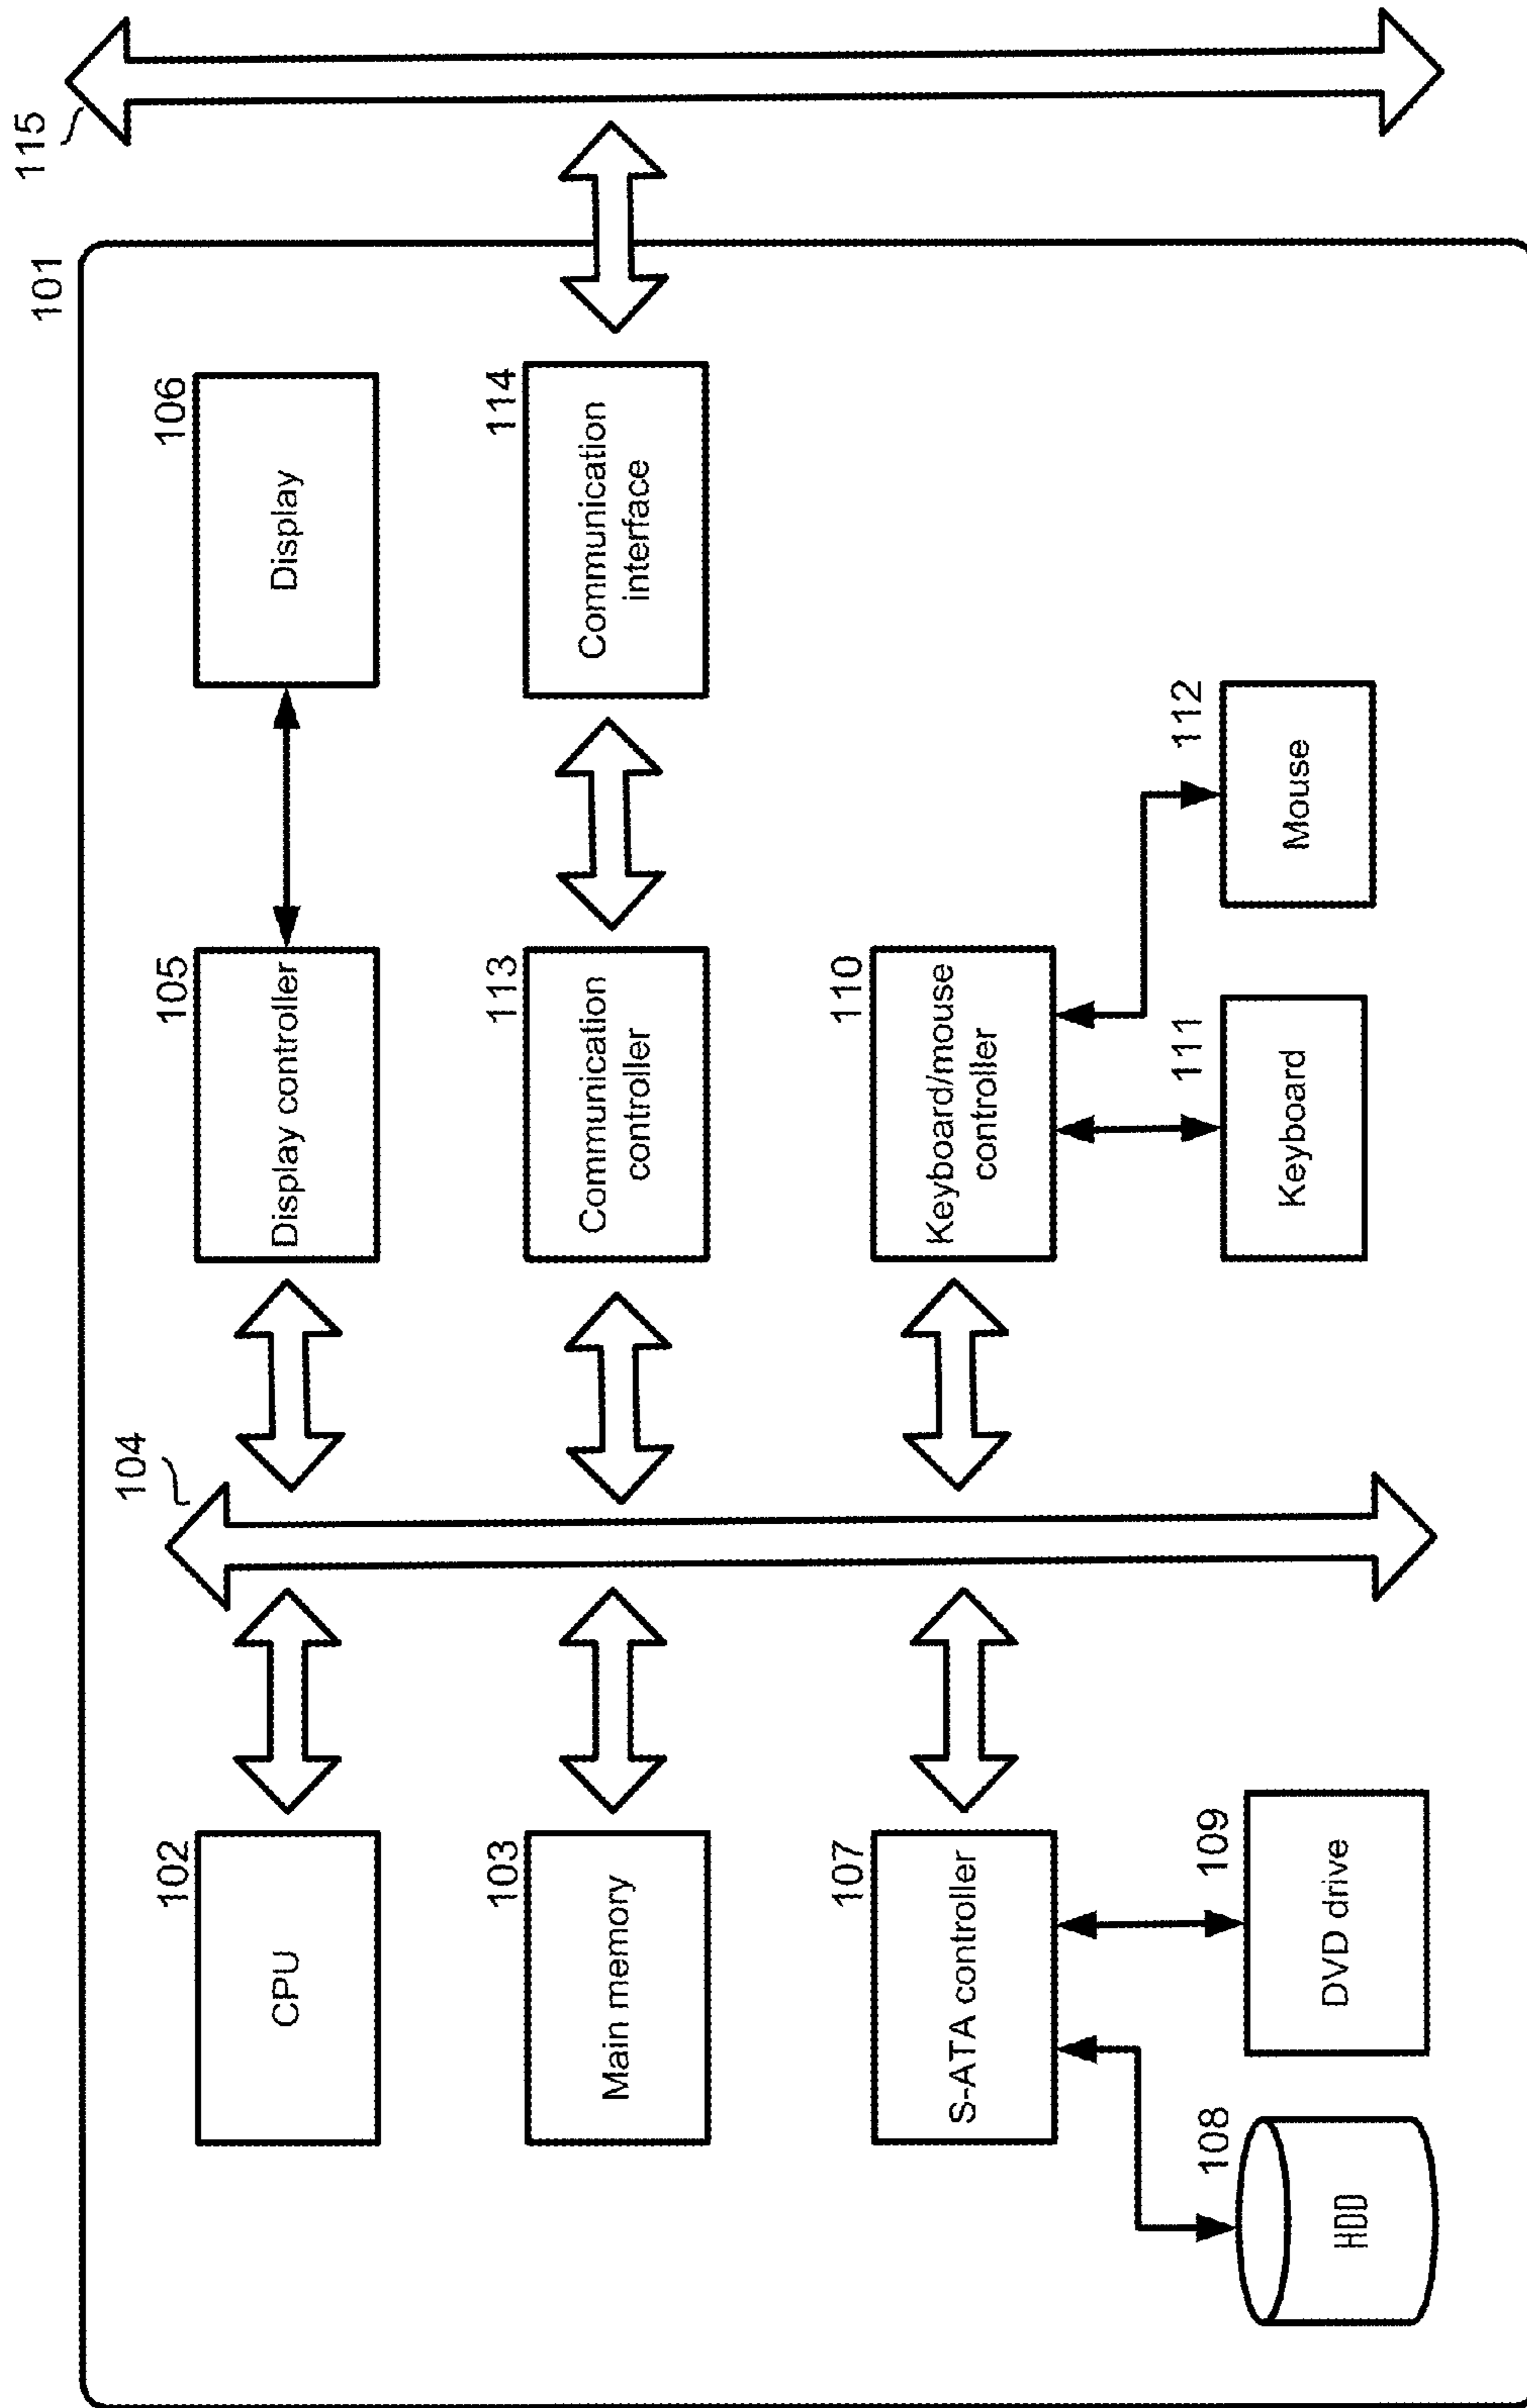 101
115
102
CPU
104
105
Display controller
106
Display
103
Main memory
113
Communication
controller
114
Communication
interface
107
S-ATA controller
110
Keyboard/mouse
controller
108
HDD
109
DVD drive
111
Keyboard
112
Mouse